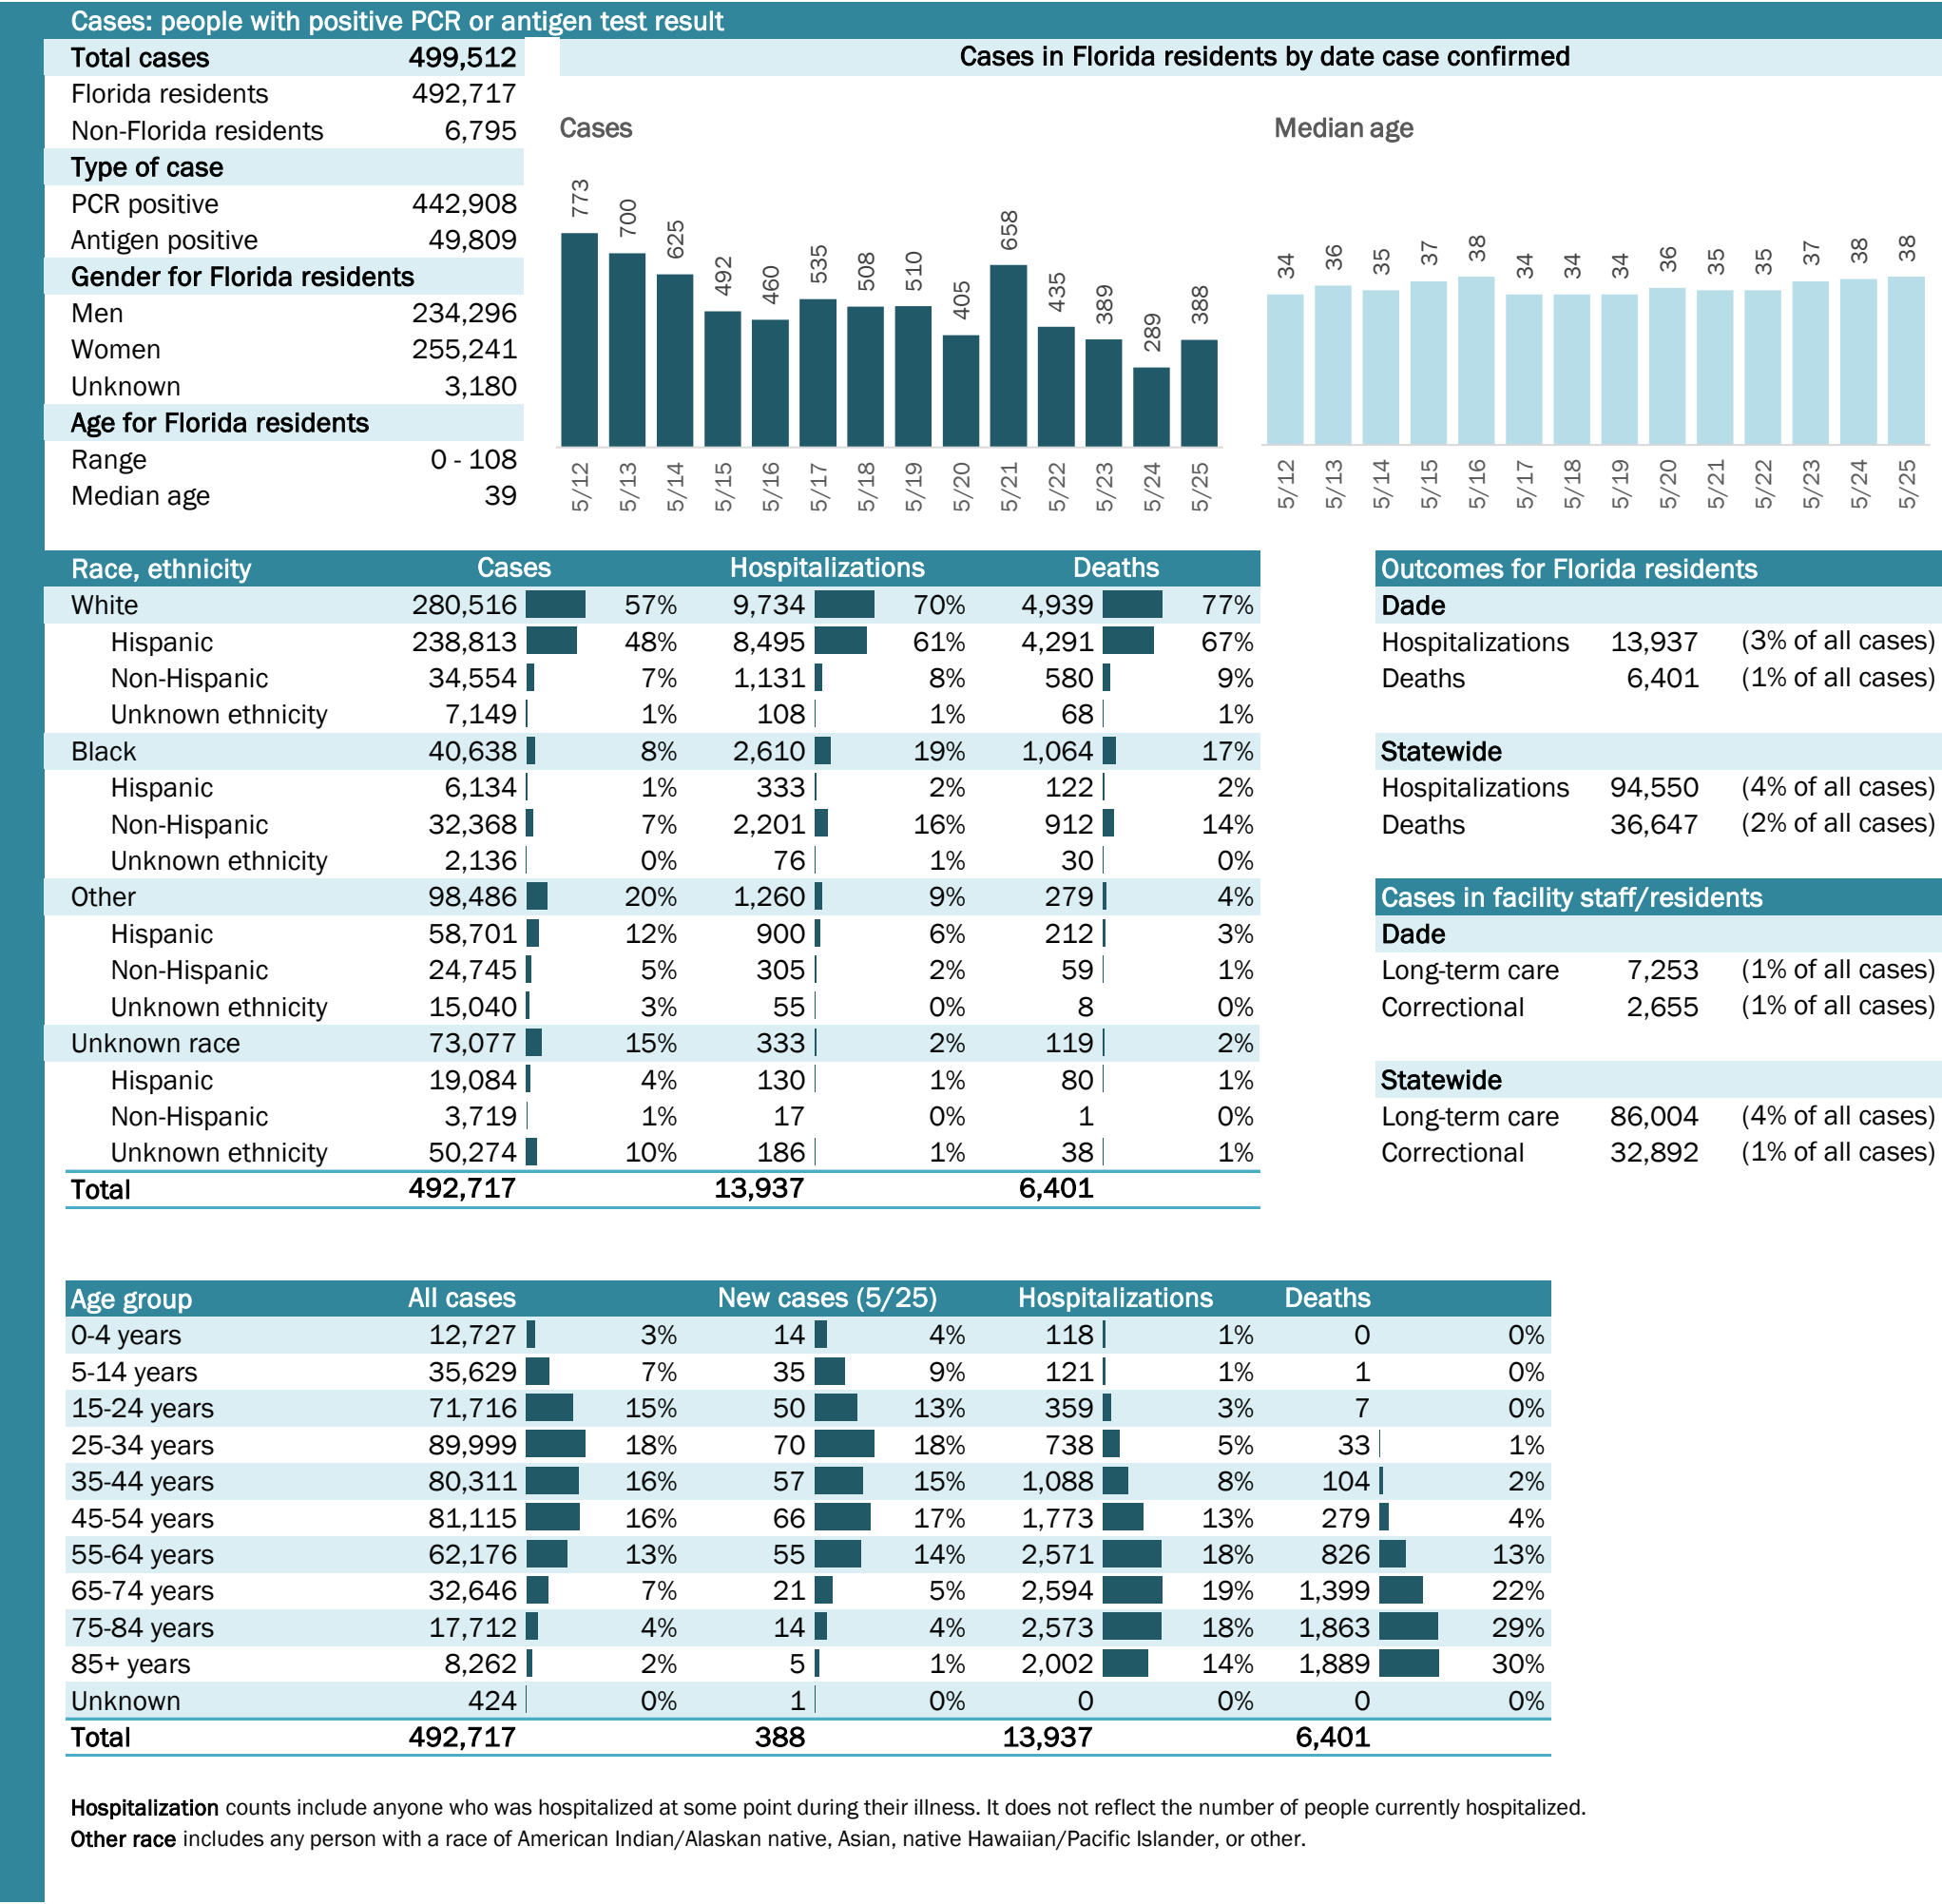 Cases: people with positive PCR or antigen test result
Total cases 499,512
Florida residents 492,717
Non-Florida residents 6,795
Type of case
PCR positive 442,908
Antigen positive 49,809
Gender for Florida residents
Men 234,296
Women 255,241
Unknown 3,180
Age for Florida residents
Range 0 - 108
Median age 39
Cases in Florida residents by date case confirmed
Cases
773 700 625 492 460 535 508 510 405 658 435 389 289 388
5/12 5/13 5/14 5/15 5/16 5/17 5/18 5/19 5/20 5/21 5/22 5/23 5/24 5/25
Median age
34 36 35 37 38 34 34 34 36 35 35 37 38 38
5/12 5/13 5/14 5/15 5/16 5/17 5/18 5/19 5/20 5/21 5/22 5/23 5/24 5/25
Race, ethnicity Cases Hospitalizations Deaths
White 280,516 57% 9,734 70% 4,939 77%
Hispanic 238,813 48% 8,495 61% 4,291 67%
Non-Hispanic 34,554 7% 1,131 8% 580 9%
Unknown ethnicity 7,149 1% 108 1% 68 1%
Black 40,638 8% 2,610 19% 1,064 17%
Hispanic 6,134 1% 333 2% 122 2%
Non-Hispanic 32,368 7% 2,201 16% 912 14%
Unknown ethnicity 2,136 0% 76 1% 30 0%
Other 98,486 20% 1,260 9% 279 4%
Hispanic 58,701 12% 900 6% 212 3%
Non-Hispanic 24,745 5% 305 2% 59 1%
Unknown ethnicity 15,040 3% 55 0% 8 0%
Unknown race 73,077 15% 333 2% 119 2%
Hispanic 19,084 4% 130 1% 80 1%
Non-Hispanic 3,719 1% 17 0% 1 0%
Unknown ethnicity 50,274 10% 186 1% 38 1%
Total 492,717 13,937 6,401
Outcomes for Florida residents
Dade
Hospitalizations 13,937 (3% of all cases)
Deaths 6,401 (1% of all cases)
Statewide
Hospitalizations 94,550 (4% of all cases)
Deaths 36,647 (2% of all cases)
Cases in facility staff/residents
Dade
Long-term care 7,253 (1% of all cases)
Correctional 2,655 (1% of all cases)
Statewide
Long-term care 86,004 (4% of all cases)
Correctional 32,892 (1% of all cases)
Age group All cases New cases (5/25) Hospitalizations Deaths
0-4 years 12,727 3% 14 4% 118 1% 0 0%
5-14 years 35,629 7% 35 9% 121 1% 1 0%
15-24 years 71,716 15% 50 13% 359 3% 7 0%
25-34 years 89,999 18% 70 18% 738 5% 33 1%
35-44 years 80,311 16% 57 15% 1,088 8% 104 2%
45-54 years 81,115 16% 66 17% 1,773 13% 279 4%
55-64 years 62,176 13% 55 14% 2,571 18% 826 13%
65-74 years 32,646 7% 21 5% 2,594 19% 1,399 22%
75-84 years 17,712 4% 14 4% 2,573 18% 1,863 29%
85+ years 8,262 2% 5 1% 2,002 14% 1,889 30%
Unknown 424 0% 1 0% 0 0% 0 0%
Total 492,717 388 13,937 6,401
Hospitalization counts include anyone who was hospitalized at some point during their illness. It does not reflect the number of people currently hospitalized.
Other race includes any person with a race of American Indian/Alaskan native, Asian, native Hawaiian/Pacific Islander, or other.